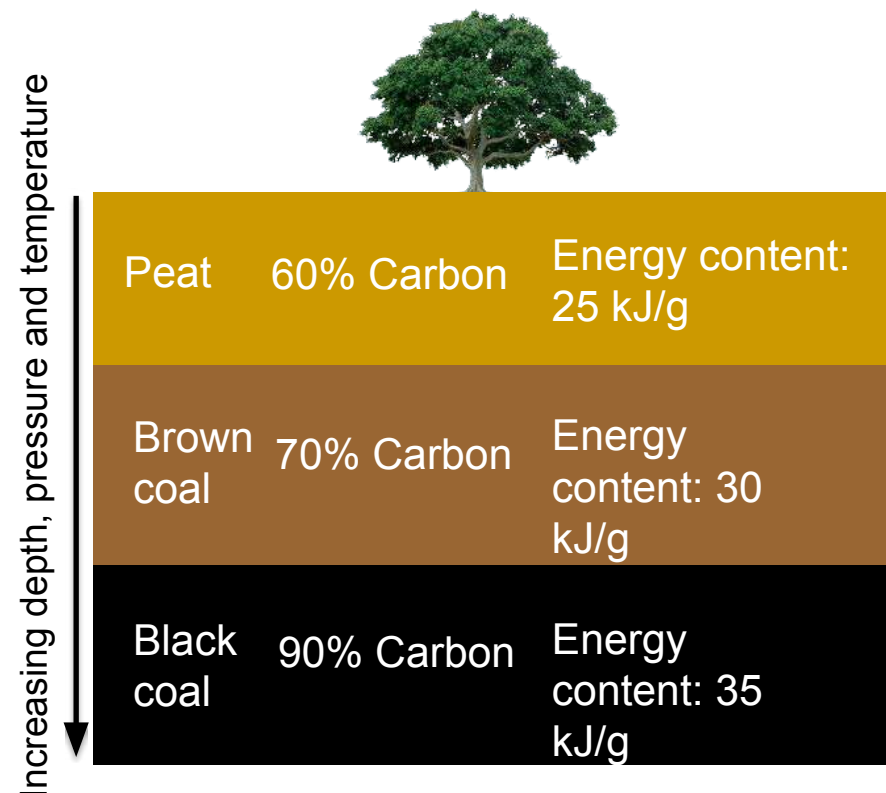 Increasing depth, pressure and temperature
Peat
60% Carbon
Energy content:
25 kJ/g
Brown
coal
70% Carbon
Energy
content: 30
kJ/g
Black
coal
90% Carbon
Energy
content: 35
kJ/g